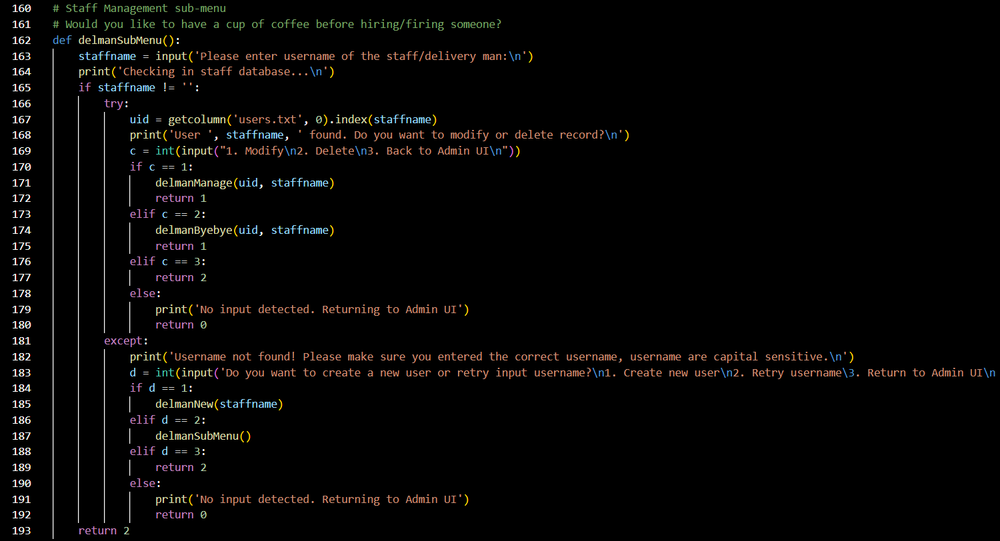 160 # Staff Management sub-menu
161 # Would you like to have a cup of coffee before hiring/firing someone?
162 def delmanSubMenu():
163     staffname = input('Please enter username of the staff/delivery man:\n')
164     print('Checking in staff database...\n')
165     if staffname != '':
166         try:
167             uid = getcolumn('users.txt', 0).index(staffname)
168             print('User ', staffname, ' found. Do you want to modify or delete record?\n')
169             c = int(input("1. Modify\n2. Delete\n3. Back to Admin UI\n"))
170             if c == 1:
171                 delmanManage(uid, staffname)
172                 return 1
173             elif c == 2:
174                 delmanByebye(uid, staffname)
175                 return 1
176             elif c == 3:
177                 return 2
178             else:
179                 print('No input detected. Returning to Admin UI')
180                 return 0
181         except:
182             print('Username not found! Please make sure you entered the correct username, username are capital sensitive.\n')
183             d = int(input('Do you want to create a new user or retry input username?\n1. Create new user\n2. Retry username\3. Return to Admin UI\n
184             if d == 1:
185                 delmanNew(staffname)
186             elif d == 2:
187                 delmanSubMenu()
188             elif d == 3:
189                 return 2
190             else:
191                 print('No input detected. Returning to Admin UI')
192                 return 0
193     return 2